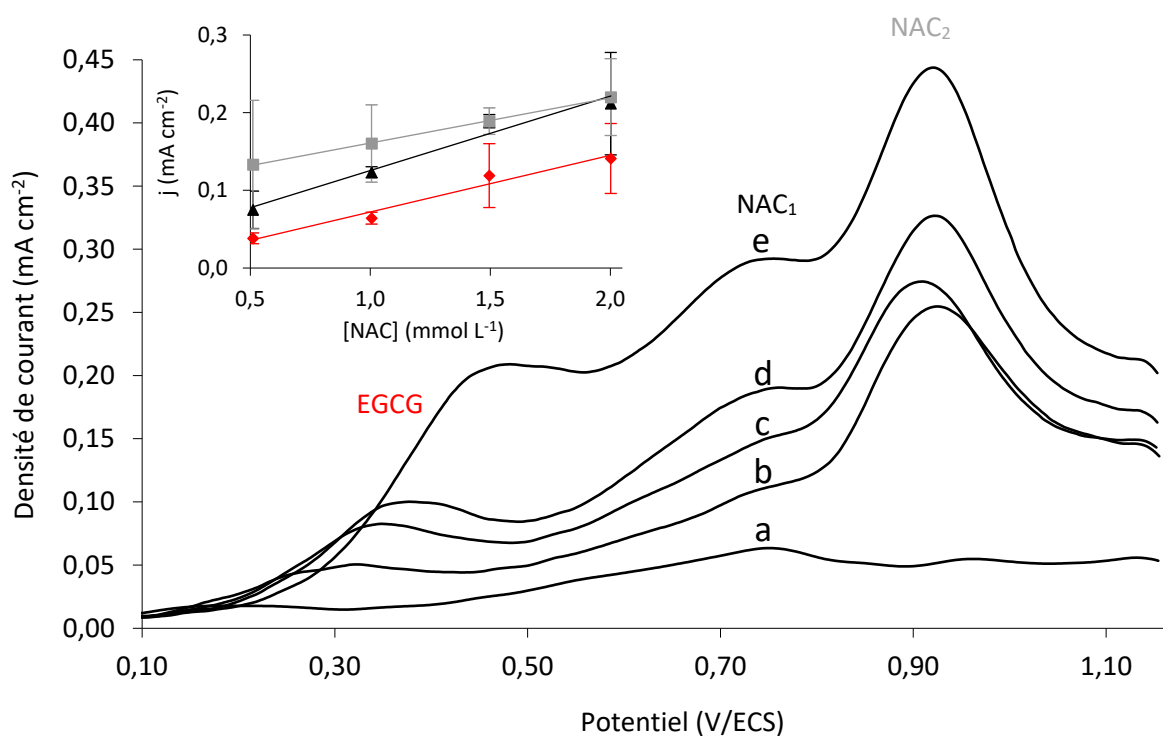 NAC₂
0,45
0,40
0,35
0,30
0,25
0,20
0,15
0,10
0,05
0,00
Densité de courant (mA cm⁻²)
0,3
0,2
0,1
0,0
j (mA cm⁻²)
0,5 1,0 1,5 2,0
[NAC] (mmol L⁻¹)
NAC₁
e
EGCG
d
c
b
a
0,10 0,30 0,50 0,70 0,90 1,10
Potentiel (V/ECS)